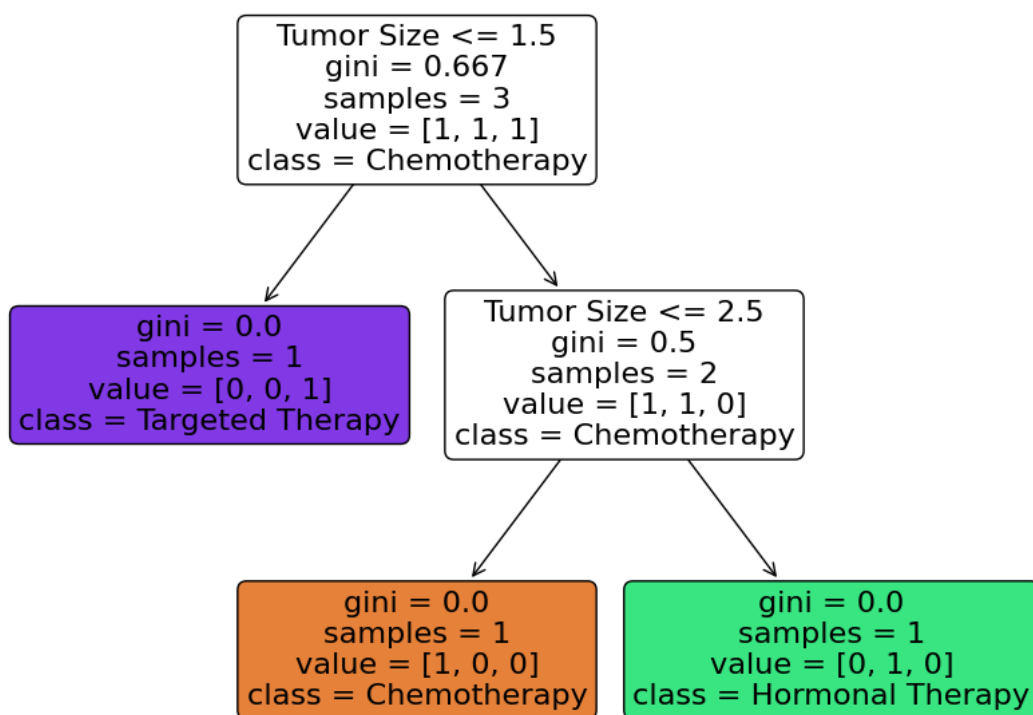 Tumor Size <= 1.5
gini = 0.667
samples = 3
value = [1, 1, 1]
class = Chemotherapy
gini = 0.0
samples = 1
value = [0, 0, 1]
class = Targeted Therapy
Tumor Size <= 2.5
gini = 0.5
samples = 2
value = [1, 1, 0]
class = Chemotherapy
gini = 0.0
samples = 1
value = [1, 0, 0]
class = Chemotherapy
gini = 0.0
samples = 1
value = [0, 1, 0]
class = Hormonal Therapy